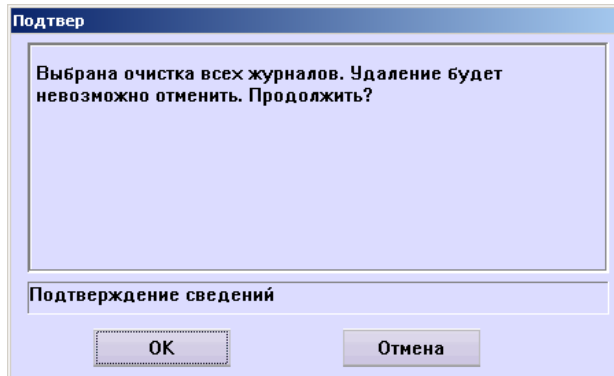 Подтвер
Выбрана очистка всех журналов. Удаление будет
невозможно отменить. Продолжить?
Подтверждение сведений
OK
Отмена